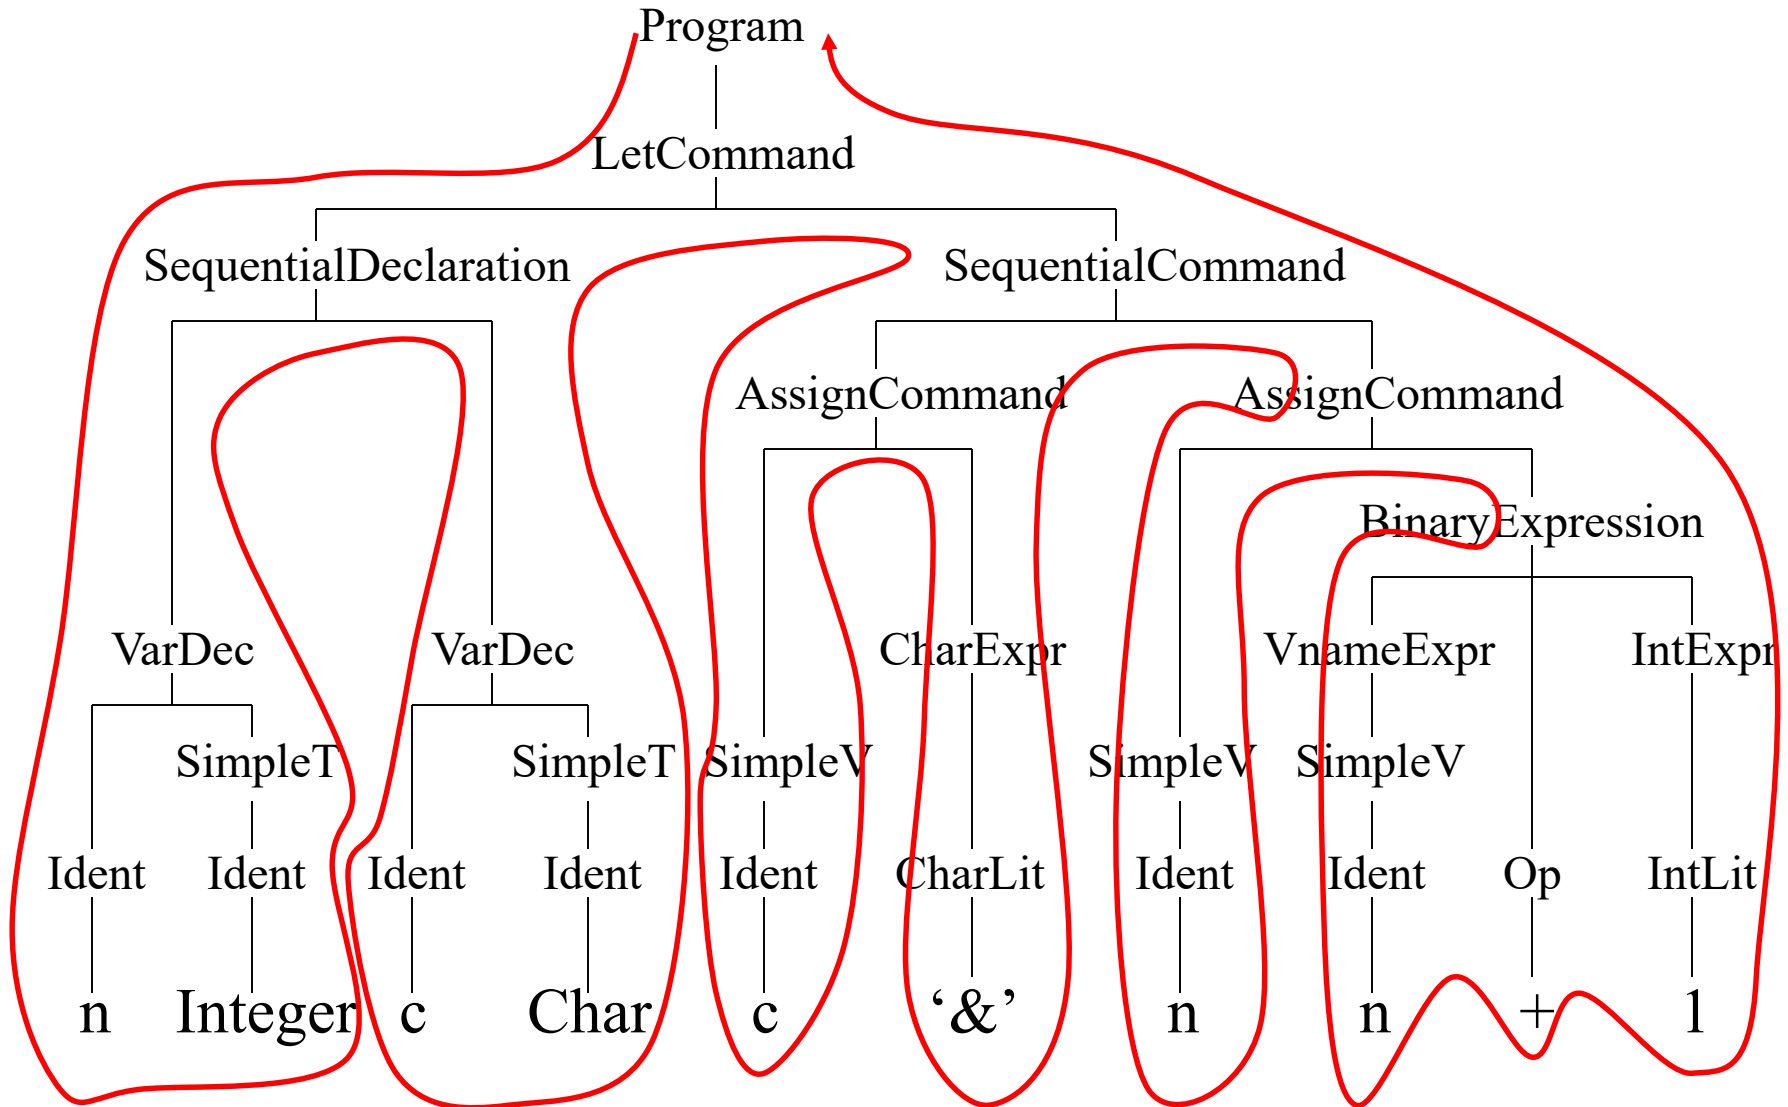 Program
LetCommand
SequentialDeclaration SequentialCommand
AssignCommand AssignCommand
BinaryExpression
VarDec VarDec CharExpr VnameExpr IntExpr
SimpleT SimpleT SimpleV SimpleV SimpleV
Ident Ident Ident Ident Ident CharLit Ident Ident Op IntLit
n Integer c Char c ‘&’ n n + 1